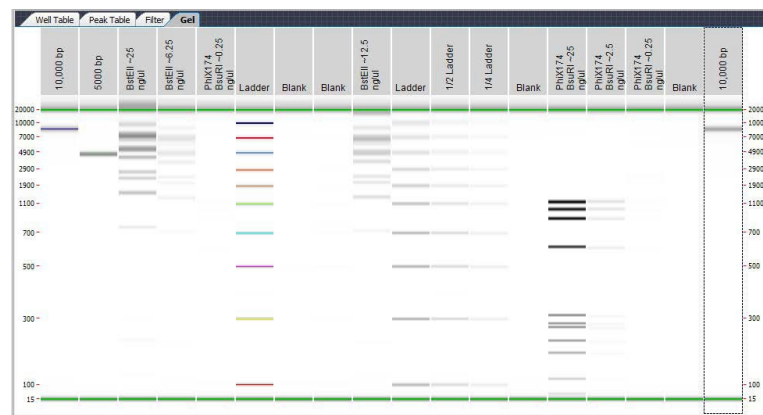 Well Table Peak Table Filter Gel
10,000 bp
5000 bp
BstEII ~25
ng/ul
BstEII ~6.25
ng/ul
PhiX174
BsuRI ~0.25
ng/ul
Ladder
Blank
Blank
BstEII ~12.5
ng/ul
Ladder
1/2 Ladder
1/4 Ladder
Blank
PhiX174
BsuRI ~25
ng/ul
PhiX174
BsuRI ~2.5
ng/ul
PhiX174
BsuRI ~0.25
ng/ul
Blank
10,000 bp
20000 20000
10000 10000
7000 7000
4900 4900
2900 2900
1900 1900
1100 1100
700 700
500 500
300 300
100 100
15 15